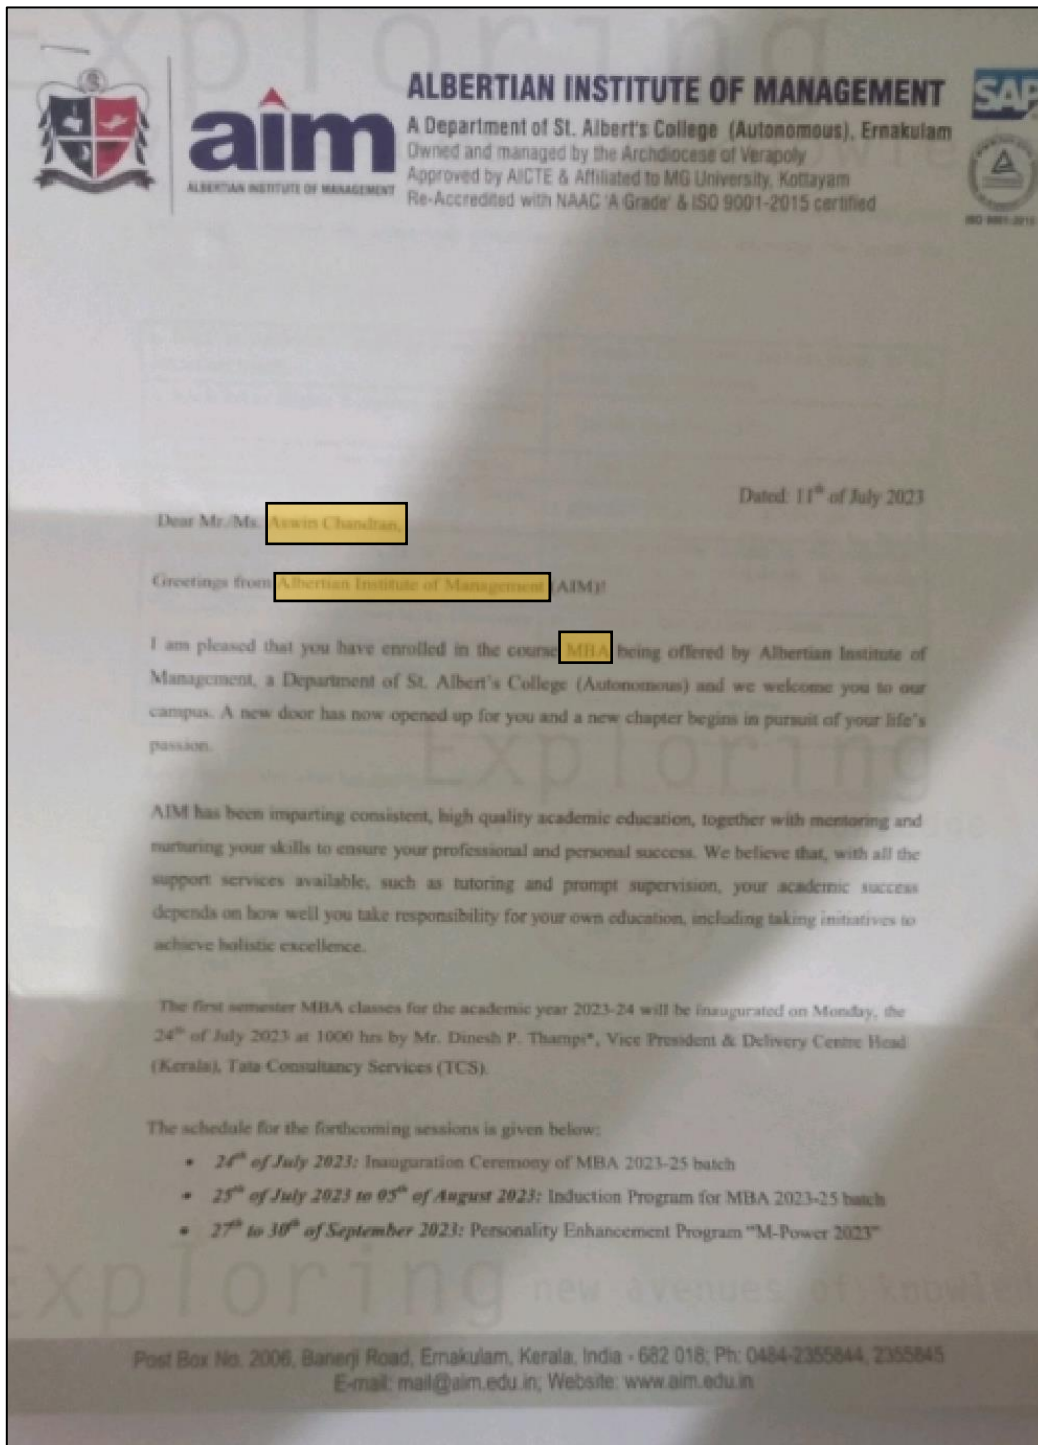 Exploring
aim
ALBERTIAN INSTITUTE OF MANAGEMENT
ALBERTIAN INSTITUTE OF MANAGEMENT
A Department of St. Albert's College (Autonomous), Ernakulam
Owned and managed by the Archdiocese of Verapoly
Approved by AICTE & Affiliated to MG University, Kottayam
Re-Accredited with NAAC 'A Grade' & ISO 9001-2015 certified
SAP
ISO 9001:2015
Dated: 11th of July 2023
Dear Mr./Ms. Aswin Chandran,
Greetings from Albertian Institute of Management (AIM)!
I am pleased that you have enrolled in the course MBA being offered by Albertian Institute of
Management, a Department of St. Albert's College (Autonomous) and we welcome you to our
campus. A new door has now opened up for you and a new chapter begins in pursuit of your life's
passion.
Exploring
AIM has been imparting consistent, high quality academic education, together with mentoring and
nurturing your skills to ensure your professional and personal success. We believe that, with all the
support services available, such as tutoring and prompt supervision, your academic success
depends on how well you take responsibility for your own education, including taking initiatives to
achieve holistic excellence.
The first semester MBA classes for the academic year 2023-24 will be inaugurated on Monday, the
24th of July 2023 at 1000 hrs by Mr. Dinesh P. Thampi*, Vice President & Delivery Centre Head
(Kerala), Tata Consultancy Services (TCS).
The schedule for the forthcoming sessions is given below:
• 24th of July 2023: Inauguration Ceremony of MBA 2023-25 batch
• 25th of July 2023 to 05th of August 2023: Induction Program for MBA 2023-25 batch
• 27th to 30th of September 2023: Personality Enhancement Program "M-Power 2023"
Exploring new avenues of knowle
Post Box No. 2006, Banerji Road, Ernakulam, Kerala, India - 682 018; Ph: 0484-2355844, 2355845
E-mail: mail@aim.edu.in; Website: www.aim.edu.in